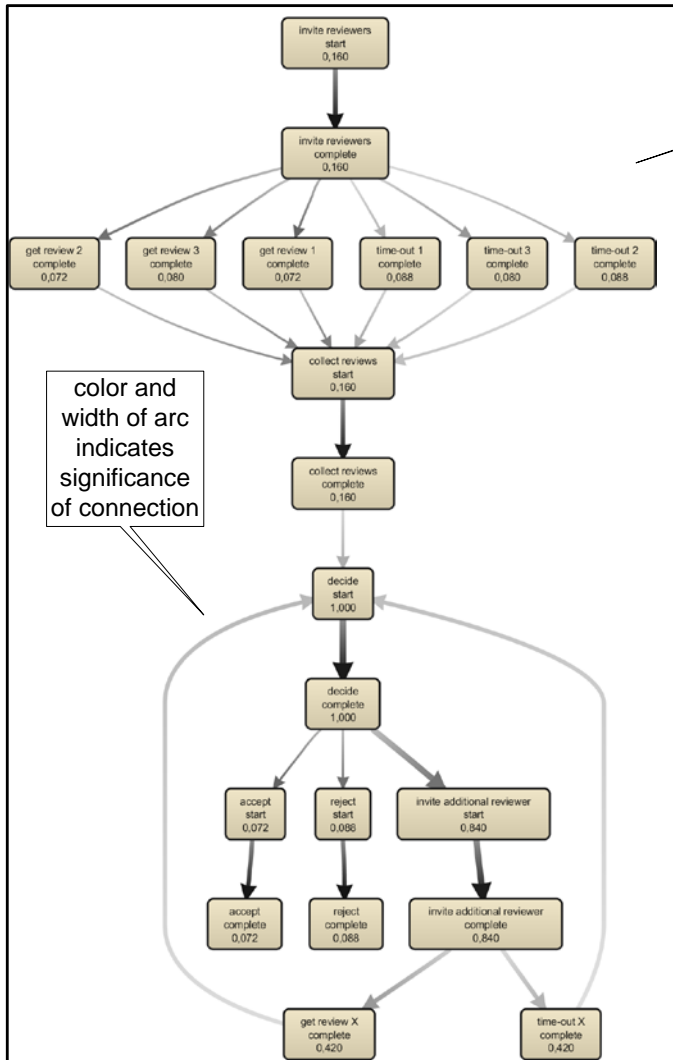 invite reviewers
start
0,160
invite reviewers
complete
0,160
get review 2
complete
0,072
get review 3
complete
0,080
get review 1
complete
0,072
time-out 1
complete
0,088
time-out 3
complete
0,080
time-out 2
complete
0,088
collect reviews
start
0,160
color and
width of arc
indicates
significance
of connection
collect reviews
complete
0,160
decide
start
1,000
decide
complete
1,000
accept
start
0,072
reject
start
0,088
invite additional reviewer
start
0,840
accept
complete
0,072
reject
complete
0,088
invite additional reviewer
complete
0,840
get review X
complete
0,420
time-out X
complete
0,420